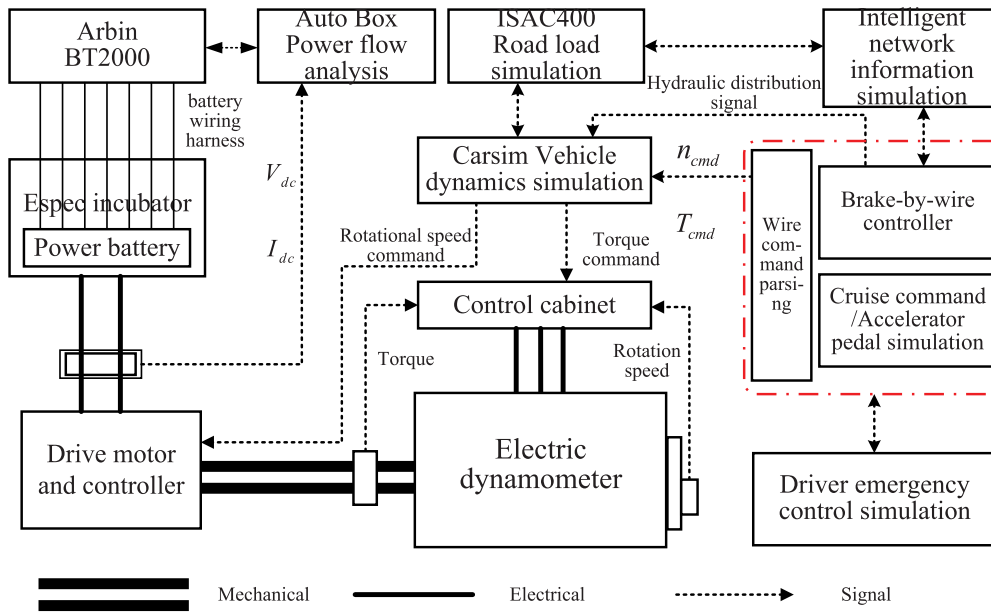 Arbin
BT2000
Auto Box
Power flow
analysis
ISAC400
Road load
simulation
Intelligent
network
information
simulation
Hydraulic distribution
signal
battery
wiring
harness
Carsim Vehicle
dynamics simulation
n_cmd
T_cmd
V_dc
I_dc
Espec incubator
Power battery
Wire
com-
mand
parsi-
ng
Brake-by-wire
controller
Cruise command
/Accelerator
pedal simulation
Rotational speed
command
Torque
command
Control cabinet
Torque
Rotation
speed
Drive motor
and controller
Electric
dynamometer
Driver emergency
control simulation
Mechanical
Electrical
Signal